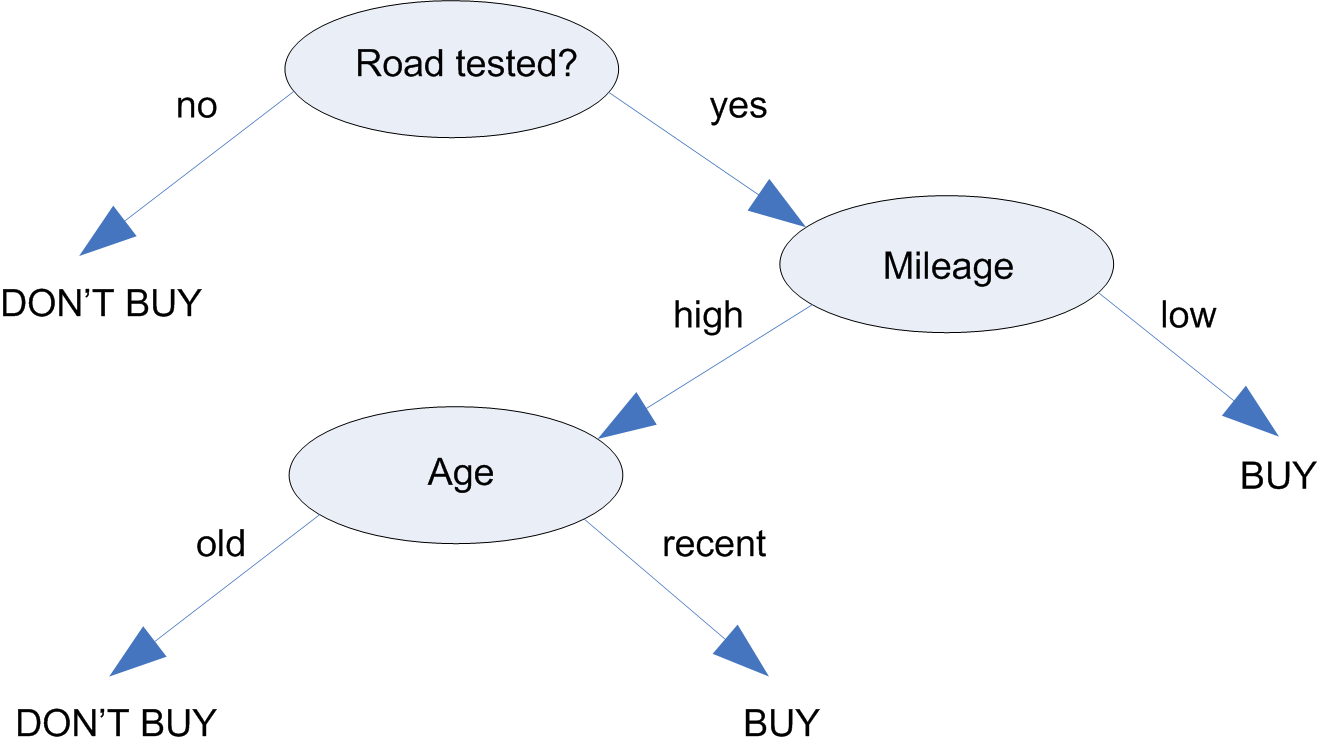 Road tested?
no
yes
DON’T BUY
Mileage
high
low
Age
BUY
old
recent
DON’T BUY
BUY